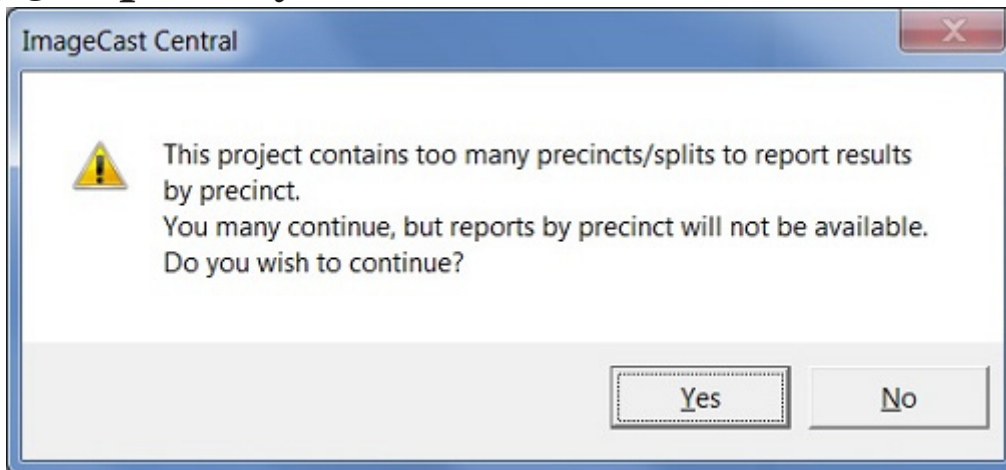 ImageCast Central
X
This project contains too many precincts/splits to report results
by precinct.
You many continue, but reports by precinct will not be available.
Do you wish to continue?
Yes
No